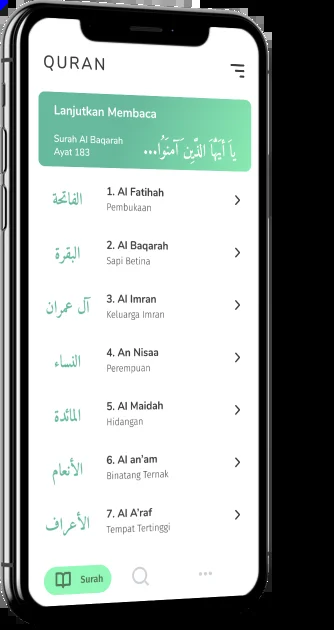 QURAN
Lanjutkan Membaca
Surah Al Baqarah
Ayat 183
يَا أَيُّهَا الَّذِينَ آمَنُوا...
الفاتحة
1. Al Fatihah
Pembukaan
البقرة
2. Al Baqarah
Sapi Betina
آل عمران
3. Al Imran
Keluarga Imran
النساء
4. An Nisaa
Perempuan
المائدة
5. Al Maidah
Hidangan
الأنعام
6. Al an'am
Binatang Ternak
الأعراف
7. Al A'raf
Tempat Tertinggi
Surah